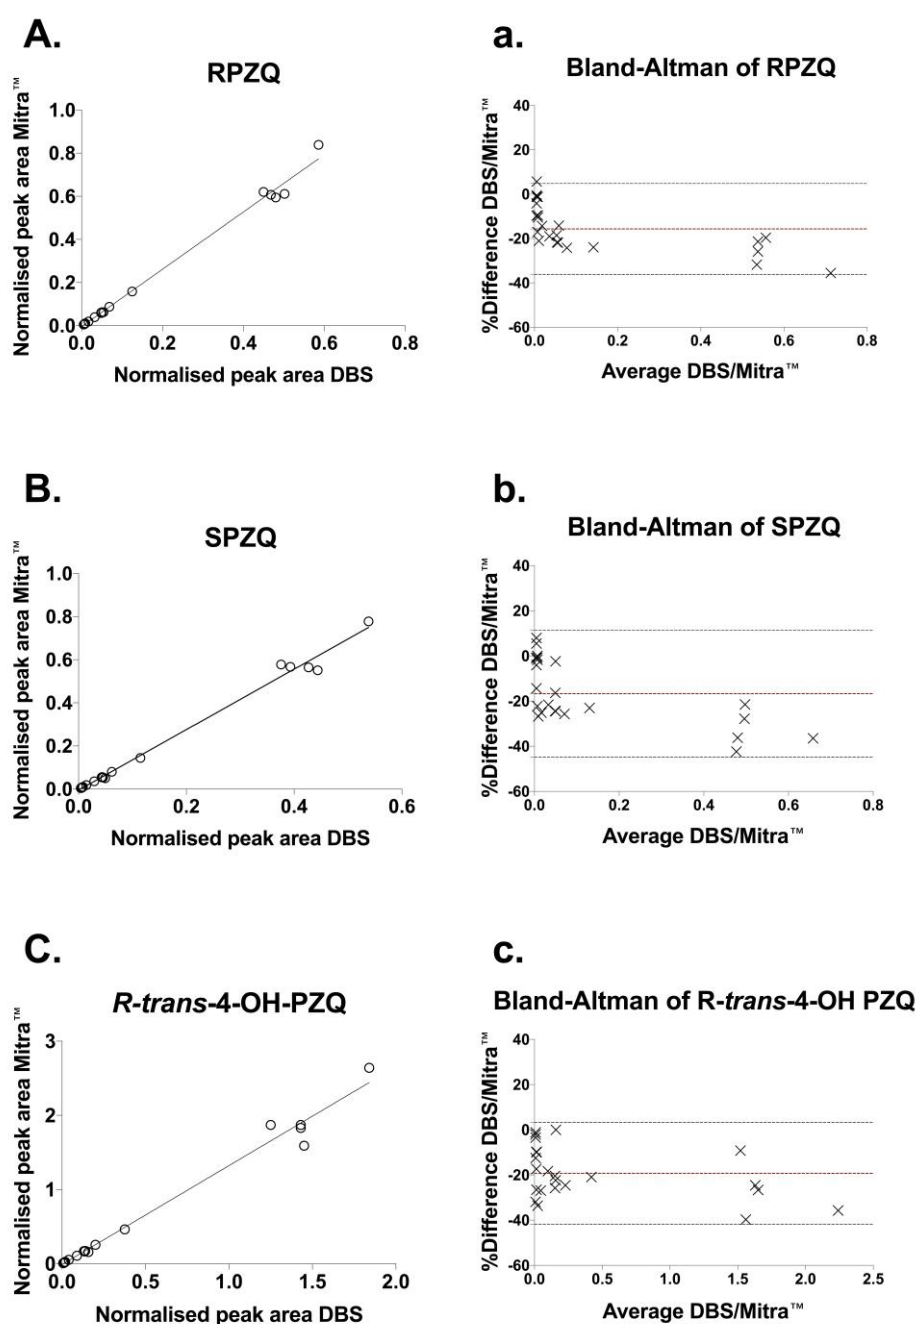 A.
RPZQ
Normalised peak area Mitra™
1.0
0.8
0.6
0.4
0.2
0.0
0.0 0.2 0.4 0.6 0.8
Normalised peak area DBS
a.
Bland-Altman of RPZQ
%Difference DBS/Mitra™
40
20
0
-20
-40
-60
0.0 0.2 0.4 0.6 0.8
Average DBS/Mitra™
B.
SPZQ
Normalised peak area Mitra™
1.0
0.8
0.6
0.4
0.2
0.0
0.0 0.2 0.4 0.6
Normalised peak area DBS
b.
Bland-Altman of SPZQ
%Difference DBS/Mitra™
40
20
0
-20
-40
-60
0.0 0.2 0.4 0.6 0.8
Average DBS/Mitra™
C.
R-trans-4-OH-PZQ
Normalised peak area Mitra™
3
2
1
0
0.0 0.5 1.0 1.5 2.0
Normalised peak area DBS
c.
Bland-Altman of R-trans-4-OH PZQ
%Difference DBS/Mitra™
40
20
0
-20
-40
-60
0.0 0.5 1.0 1.5 2.0 2.5
Average DBS/Mitra™